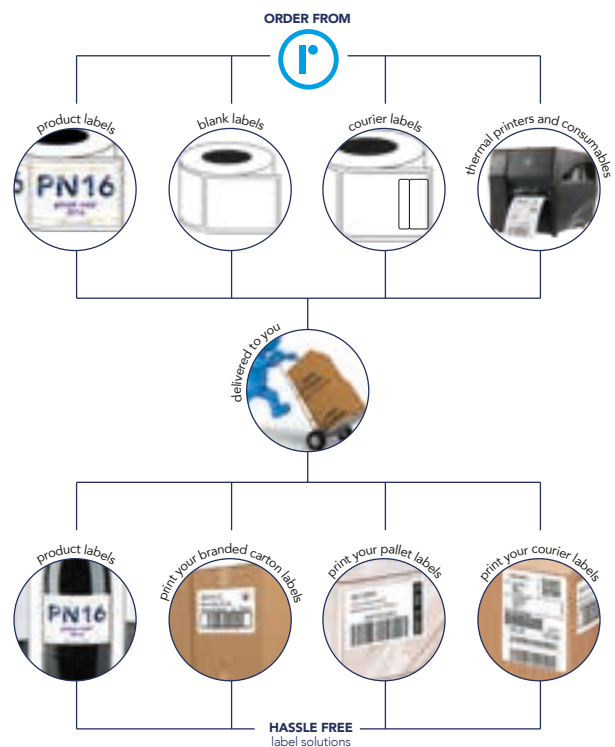 ORDER FROM
r
product labels
blank labels
courier labels
thermal printers and consumables
PN16
delivered to you
product labels
print your branded carton labels
print your pallet labels
print your courier labels
PN16
HASSLE FREE
label solutions